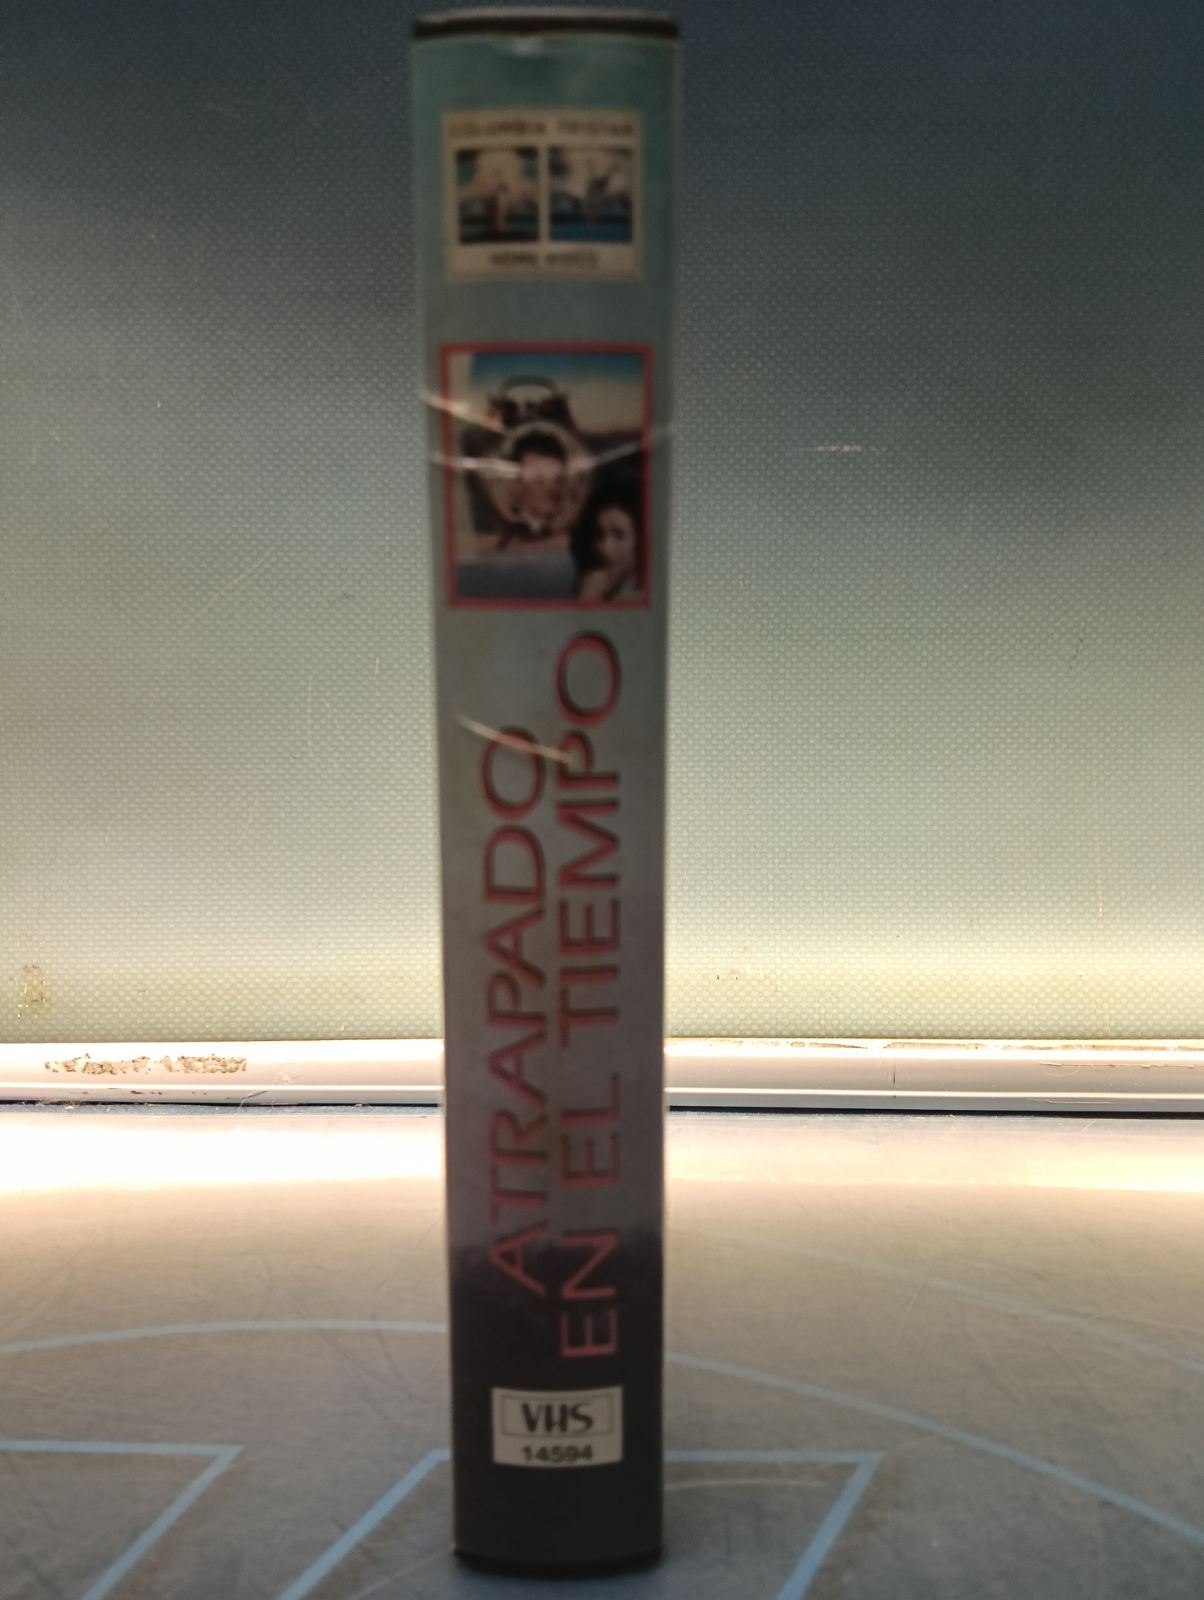 COLUMBIA TRISTAR
HOME VIDEO
ATRAPADO
EN EL TIEMPO
VHS
14594